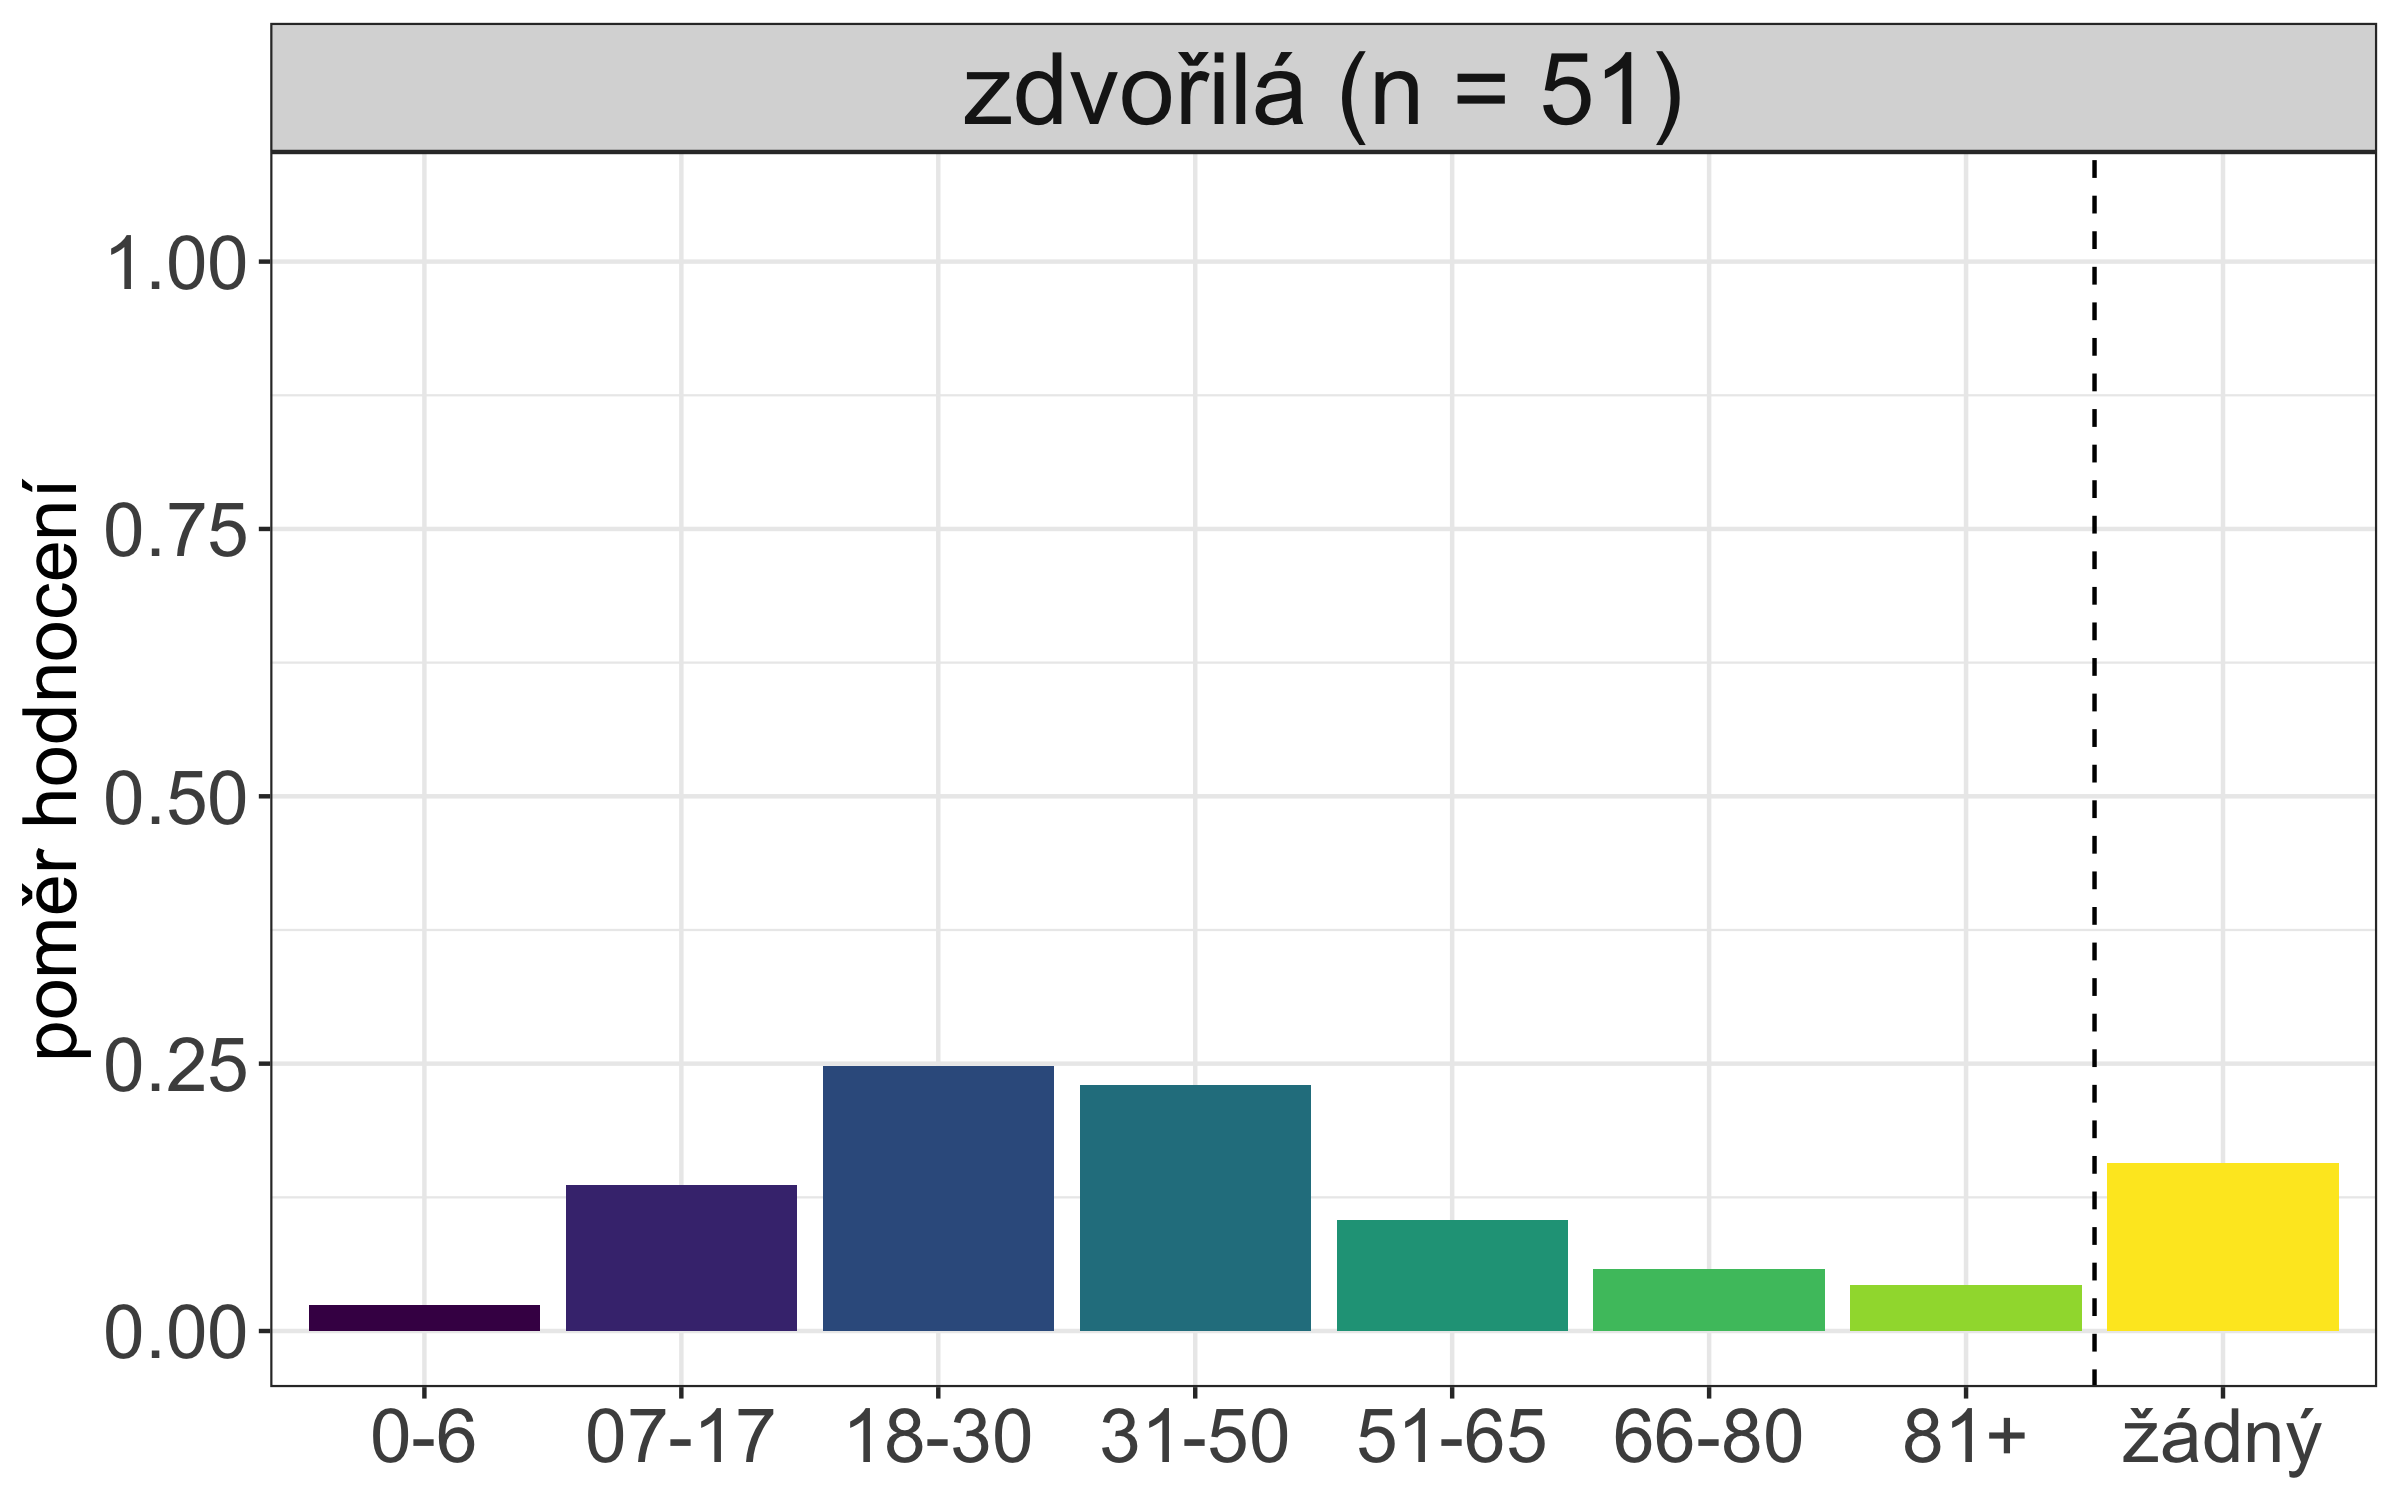 zdvořilá (n = 51)
poměr hodnocení
1.00
0.75
0.50
0.25
0.00
0-6 07-17 18-30 31-50 51-65 66-80 81+ žádný